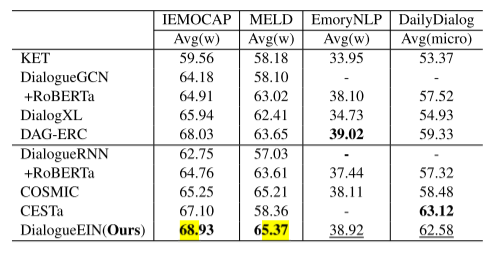 IEMOCAP MELD EmoryNLP DailyDialog
Avg(w) Avg(w) Avg(w) Avg(micro)
KET 59.56 58.18 33.95 53.37
DialogueGCN 64.18 58.10 - -
+RoBERTa 64.91 63.02 38.10 57.52
DialogXL 65.94 62.41 34.73 54.93
DAG-ERC 68.03 63.65 39.02 59.33
DialogueRNN 62.75 57.03 - -
+RoBERTa 64.76 63.61 37.44 57.32
COSMIC 65.25 65.21 38.11 58.48
CESTa 67.10 58.36 - 63.12
DialogueEIN(Ours) 68.93 65.37 38.92 62.58